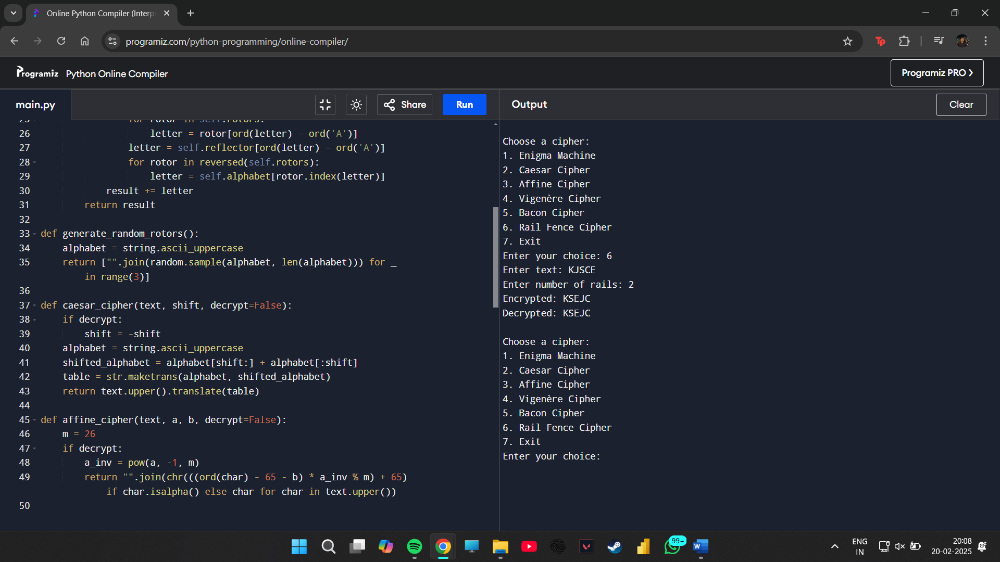 Online Python Compiler (Interp
programiz.com/python-programming/online-compiler/
Tp
Programiz Python Online Compiler
Programiz PRO
main.py
Share
Run
Output
Clear
25 for rotor in self.rotors:
26 letter = rotor[ord(letter) - ord('A')]
27 letter = self.reflector[ord(letter) - ord('A')]
28 for rotor in reversed(self.rotors):
29 letter = self.alphabet[rotor.index(letter)]
30 result += letter
31 return result
32
33 def generate_random_rotors():
34 alphabet = string.ascii_uppercase
35 return ["".join(random.sample(alphabet, len(alphabet))) for _
in range(3)]
36
37 def caesar_cipher(text, shift, decrypt=False):
38 if decrypt:
39 shift = -shift
40 alphabet = string.ascii_uppercase
41 shifted_alphabet = alphabet[shift:] + alphabet[:shift]
42 table = str.maketrans(alphabet, shifted_alphabet)
43 return text.upper().translate(table)
44
45 def affine_cipher(text, a, b, decrypt=False):
46 m = 26
47 if decrypt:
48 a_inv = pow(a, -1, m)
49 return "".join(chr(((ord(char) - 65 - b) * a_inv % m) + 65)
if char.isalpha() else char for char in text.upper())
50
Choose a cipher:
1. Enigma Machine
2. Caesar Cipher
3. Affine Cipher
4. Vigenère Cipher
5. Bacon Cipher
6. Rail Fence Cipher
7. Exit
Enter your choice: 6
Enter text: KJSCE
Enter number of rails: 2
Encrypted: KSEJC
Decrypted: KSEJC
Choose a cipher:
1. Enigma Machine
2. Caesar Cipher
3. Affine Cipher
4. Vigenère Cipher
5. Bacon Cipher
6. Rail Fence Cipher
7. Exit
Enter your choice:
99+
W
ENG
IN
20:08
20-02-2025